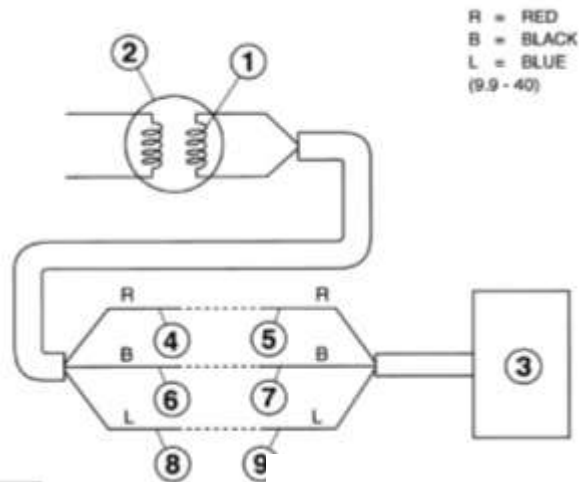 R = RED
B = BLACK
L = BLUE
(9.9 - 40)
2
1
R R
4 5
B B
3
6 7
L L
8 9